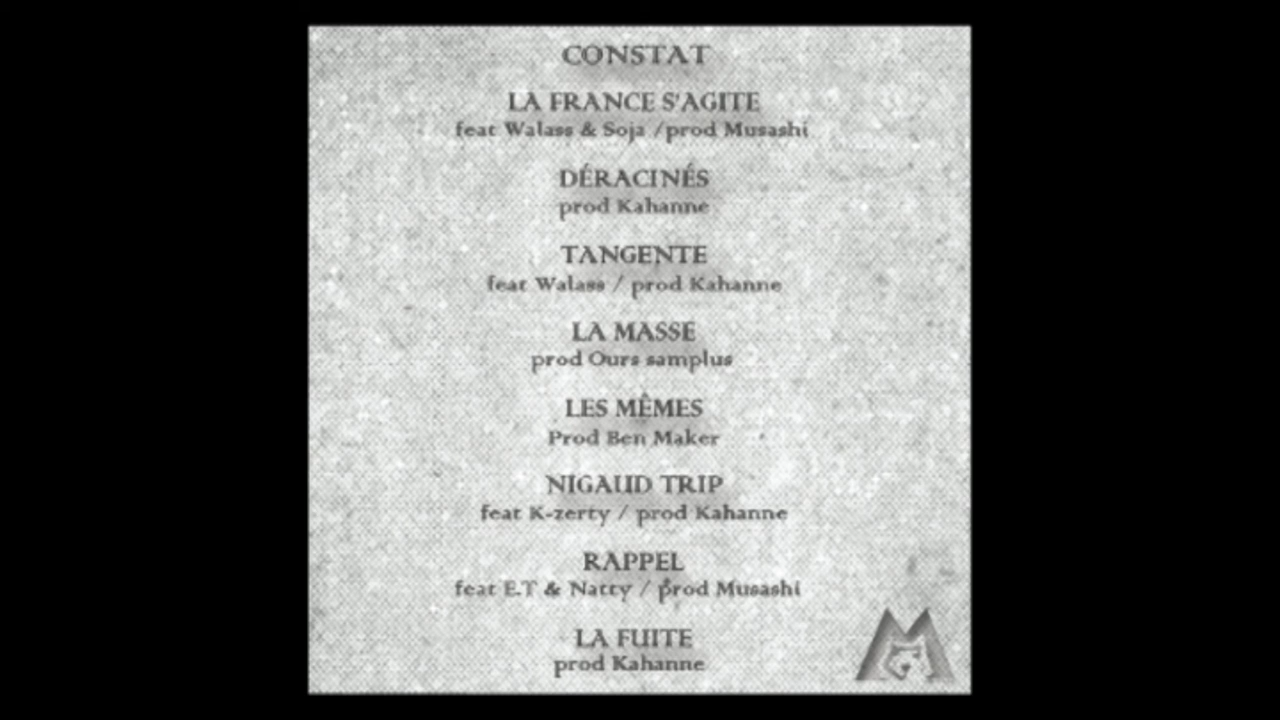 CONSTAT
LA FRANCE S'AGITE
feat Walass & Soja /prod Musashi
DÉRACINÉS
prod Kahanne
TANGENTE
feat Walass / prod Kahanne
LA MASSE
prod Ours samplus
LES MÊMES
Prod Ben Maker
NIGAUD TRIP
feat K-zerty / prod Kahanne
RAPPEL
feat E.T & Natty / prod Musashi
LA FUITE
prod Kahanne
M